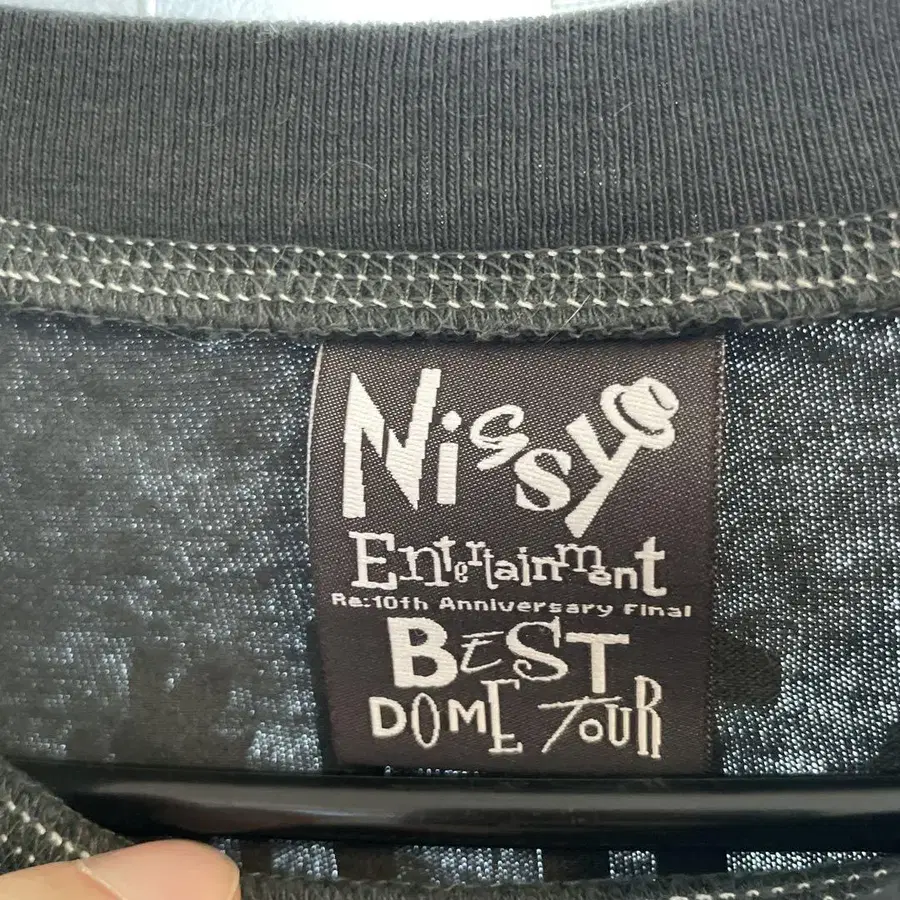 Nissy
Entertainment
Re:10th Anniversary Final
BEST
DOME TOUR